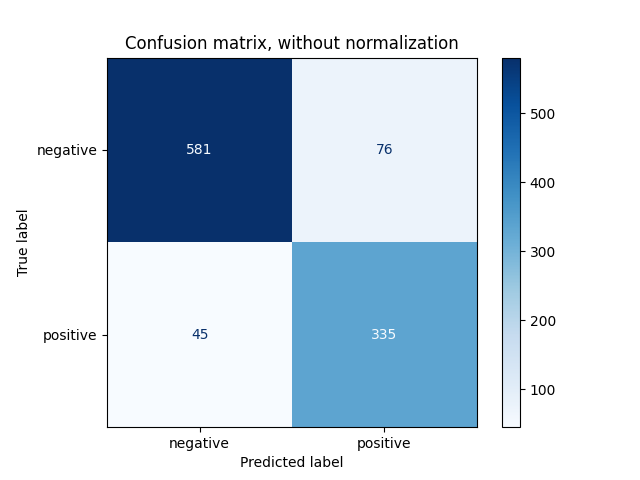 Confusion matrix, without normalization
True label
negative
581
76
positive
45
335
negative
positive
Predicted label
500
400
300
200
100